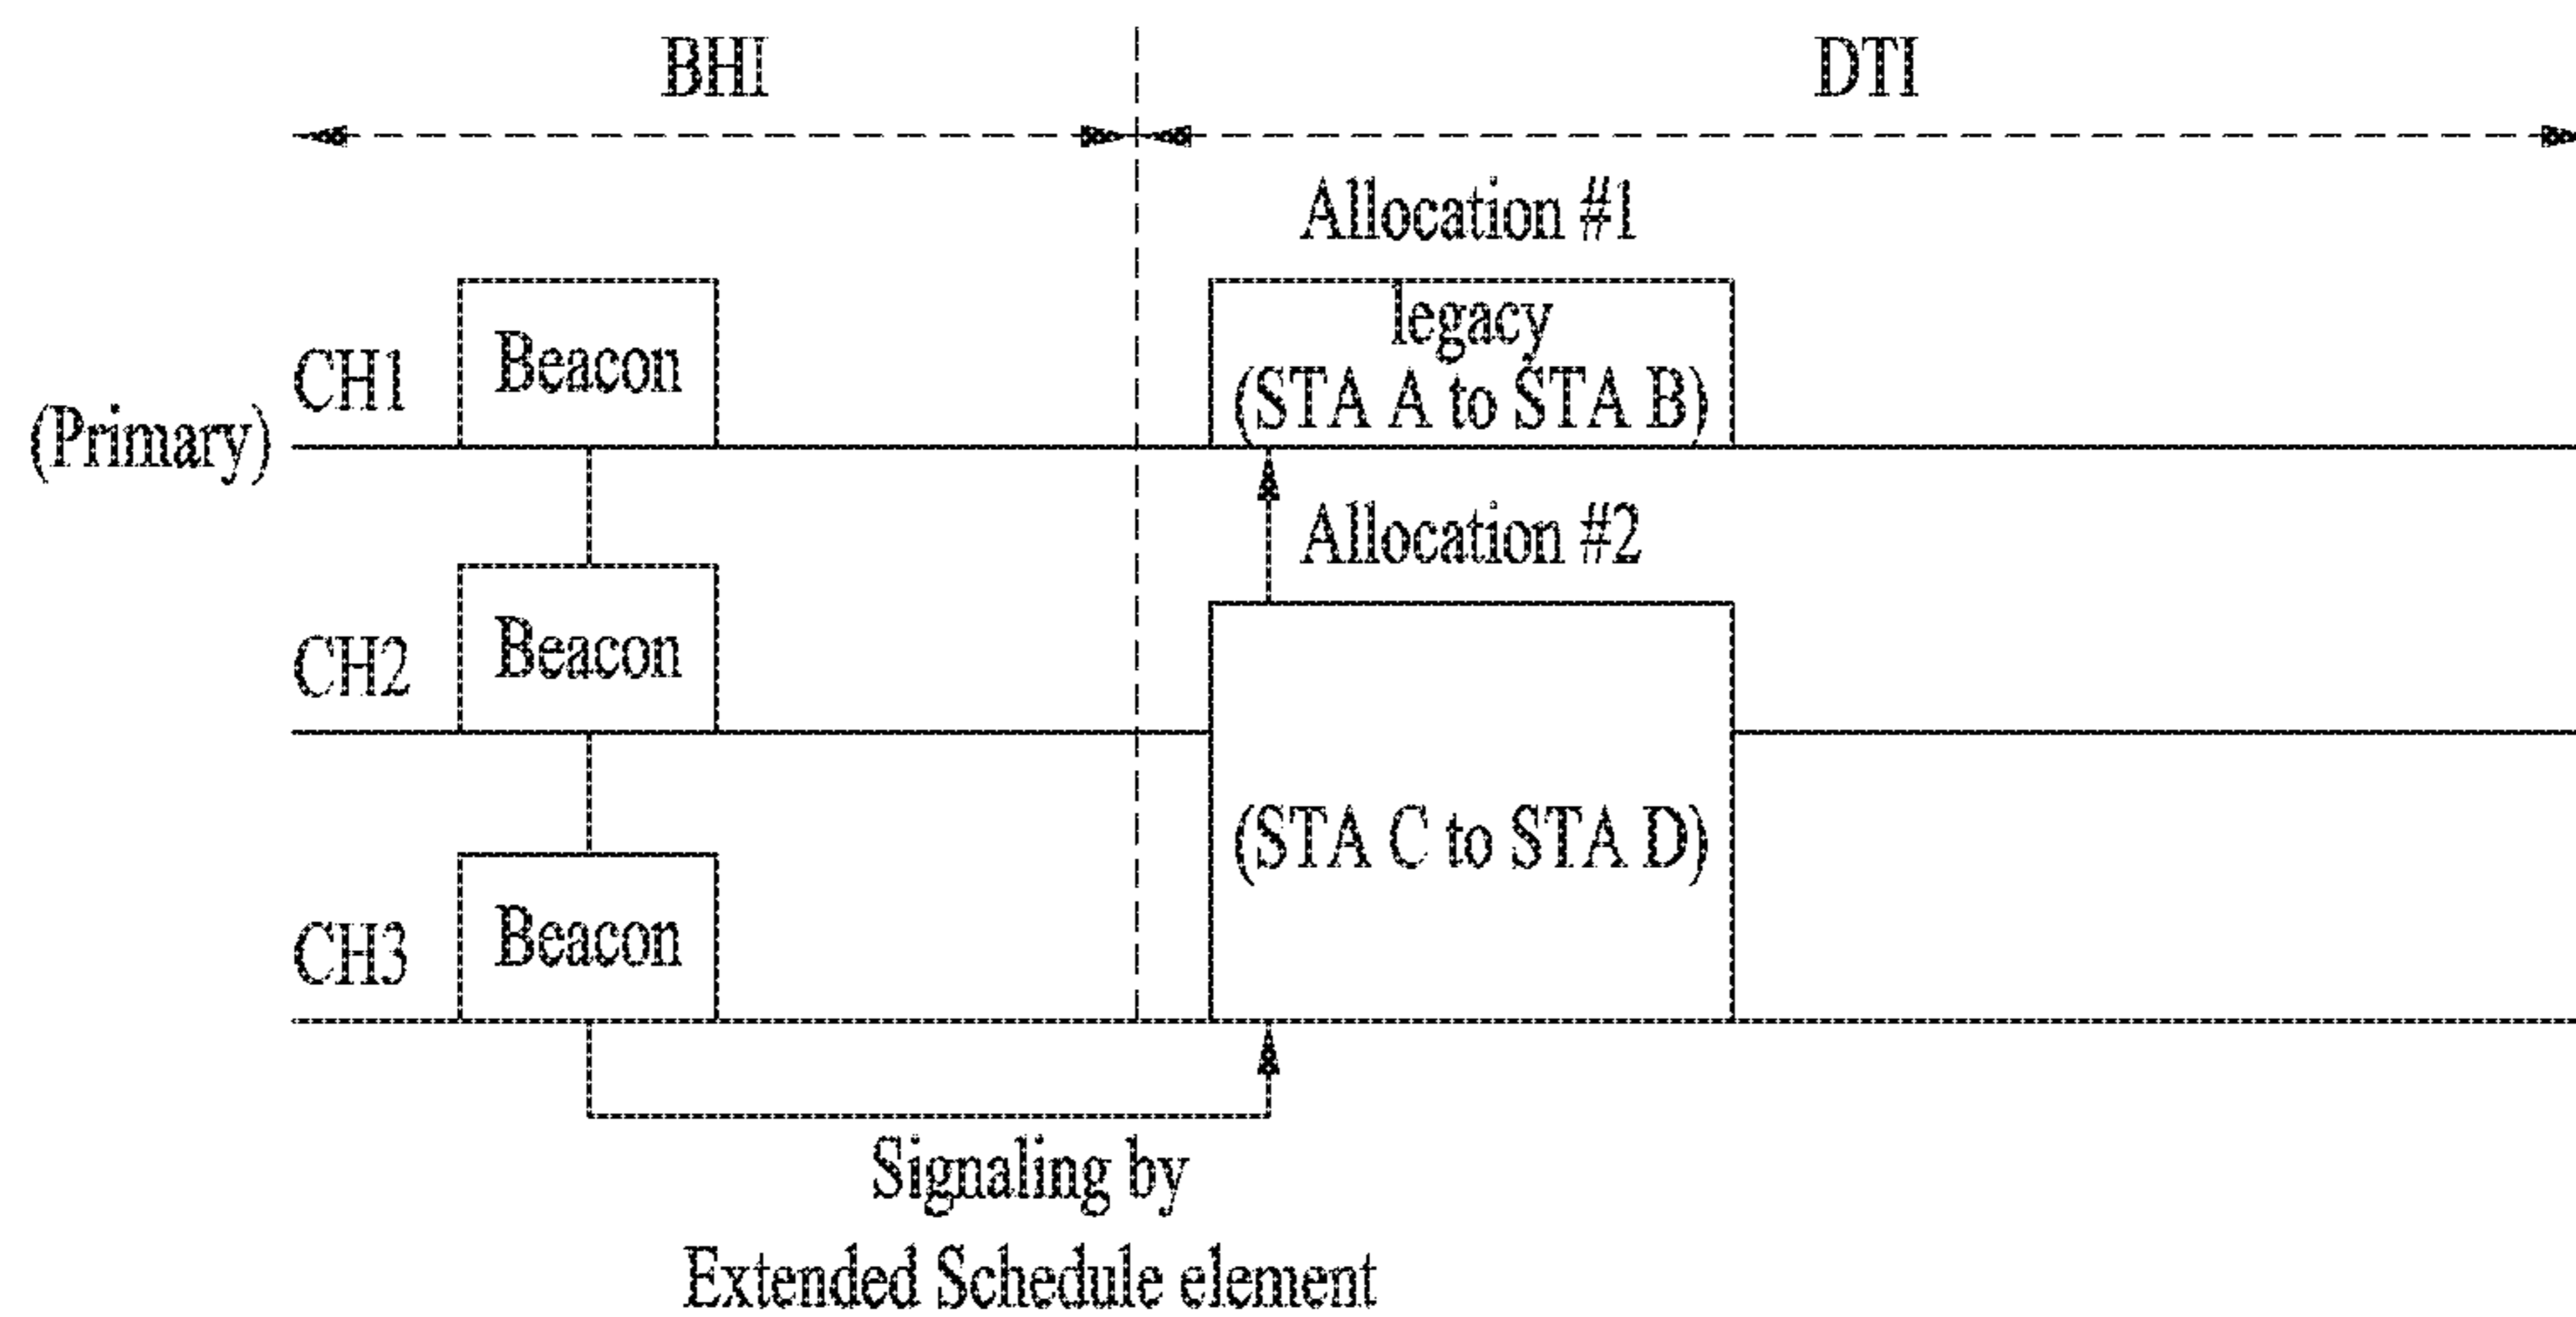 BHI
DTI
Allocation #1
legacy
(STA A to STA B)
CH1
Beacon
(Primary)
Allocation #2
CH2
Beacon
(STA C to STA D)
CH3
Beacon
Signaling by
Extended Schedule element